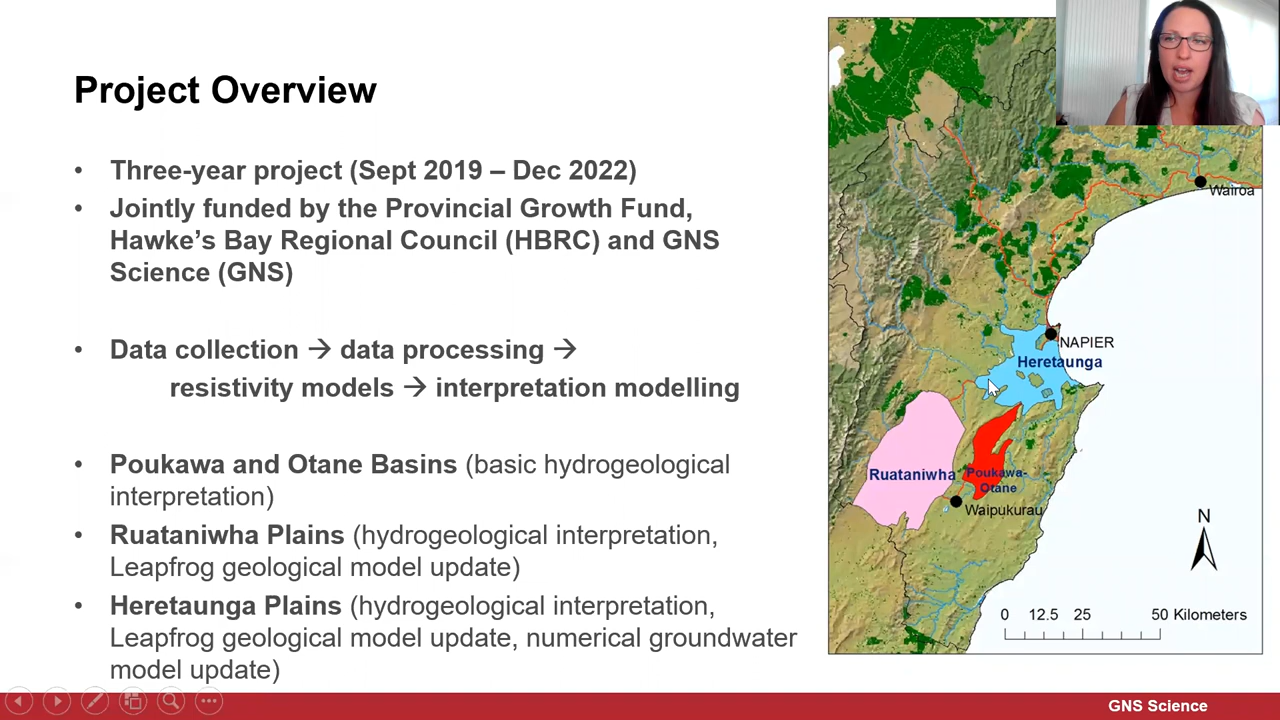 Project Overview
• Three-year project (Sept 2019 – Dec 2022)
• Jointly funded by the Provincial Growth Fund,
Hawke’s Bay Regional Council (HBRC) and GNS
Science (GNS)
• Data collection → data processing →
resistivity models → interpretation modelling
• Poukawa and Otane Basins (basic hydrogeological
interpretation)
• Ruataniwha Plains (hydrogeological interpretation,
Leapfrog geological model update)
• Heretaunga Plains (hydrogeological interpretation,
Leapfrog geological model update, numerical groundwater
model update)
Wairoa
NAPIER
Heretaunga
Ruataniwha
Poukawa-
Otane
Waipukurau
N
0 12.5 25 50 Kilometers
GNS Science